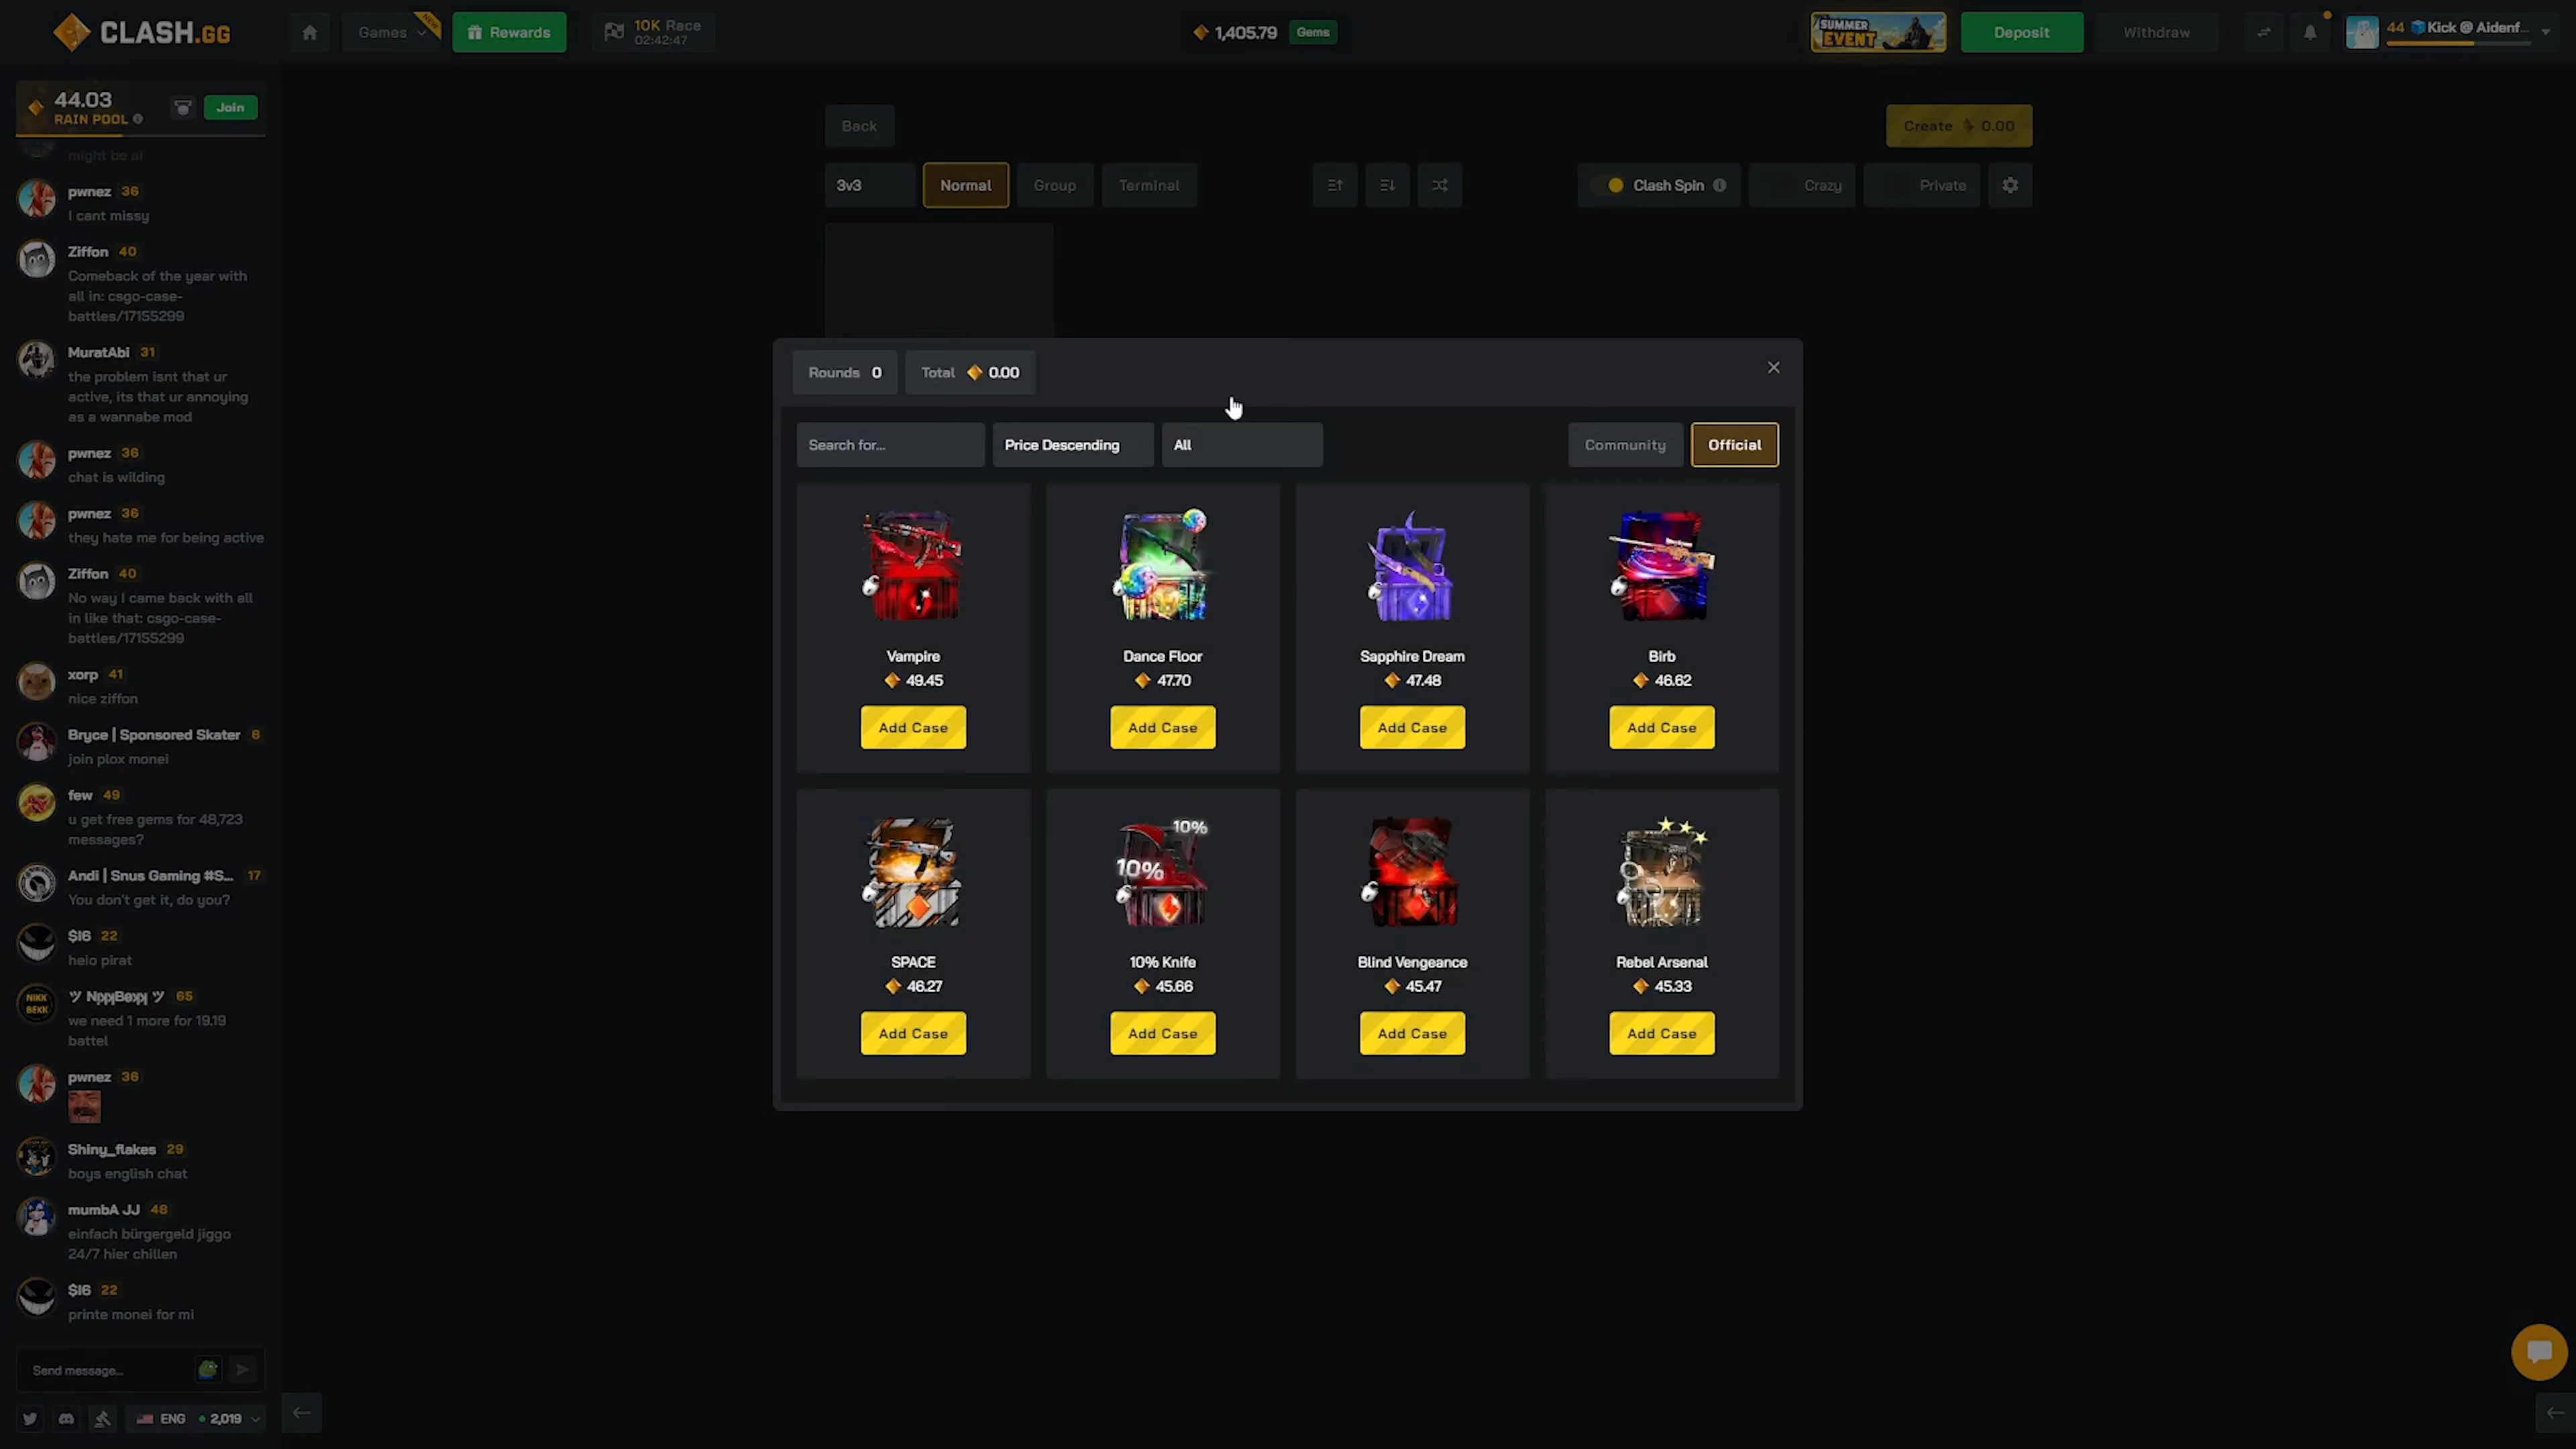 CLASH.GG
Games
NEW
Rewards
10K Race
02:42:47
1,405.79
Gems
SUMMER
EVENT
Deposit
Withdraw
44
Kick @ Aidenf...
44.03
RAIN POOL
Join
might be ai
pwnez 36
I cant missy
Ziffon 40
Comeback of the year with
all in: csgo-case-
battles/17155299
MuratAbi 31
the problem isnt that ur
active, its that ur annoying
as a wannabe mod
pwnez 36
chat is wilding
pwnez 36
they hate me for being active
Ziffon 40
No way I came back with all
in like that: csgo-case-
battles/17155299
xorp 41
nice ziffon
Bryce | Sponsored Skater 8
join plox monei
few 49
u get free gems for 48,723
messages?
Andi | Snus Gaming #S... 17
You don't get it, do you?
$I6 22
heio pirat
NIKK
BEKK
65
we need 1 more for 19.19
battel
pwnez 36
Shiny_flakes 29
boys english chat
mumbA JJ 48
einfach bürgergeld jiggo
24/7 hier chillen
$I6 22
printe monei for mi
Send message...
ENG
2,019
Back
Create 0.00
3v3
Normal
Group
Terminal
Clash Spin
Crazy
Private
Rounds 0
Total 0.00
Search for...
Price Descending
All
Community
Official
Vampire
49.45
Add Case
Dance Floor
47.70
Add Case
Sapphire Dream
47.48
Add Case
Birb
46.62
Add Case
SPACE
46.27
Add Case
10%
10%
10% Knife
45.66
Add Case
Blind Vengeance
45.47
Add Case
Rebel Arsenal
45.33
Add Case